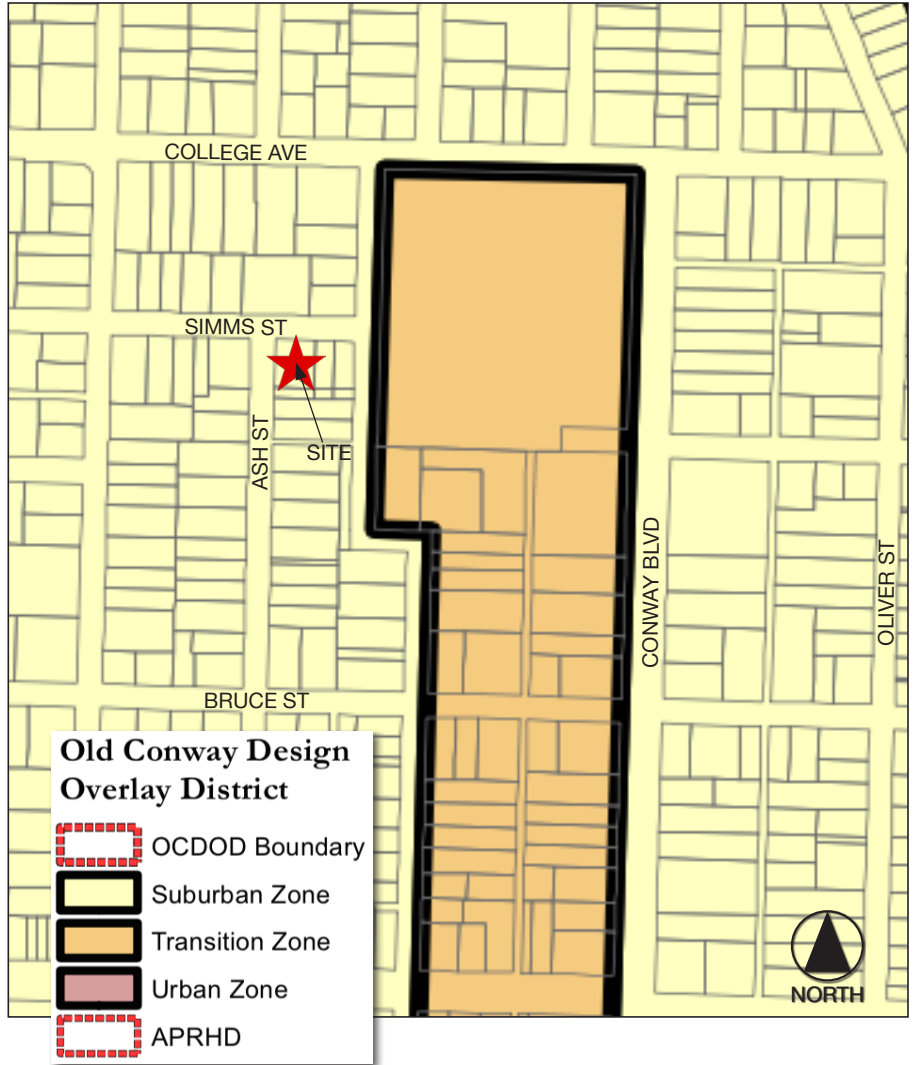 COLLEGE AVE
SIMMS ST
SITE
ASH ST
CONWAY BLVD
OLIVER ST
BRUCE ST
Old Conway Design
Overlay District
OCDOD Boundary
Suburban Zone
Transition Zone
Urban Zone
APRHD
NORTH